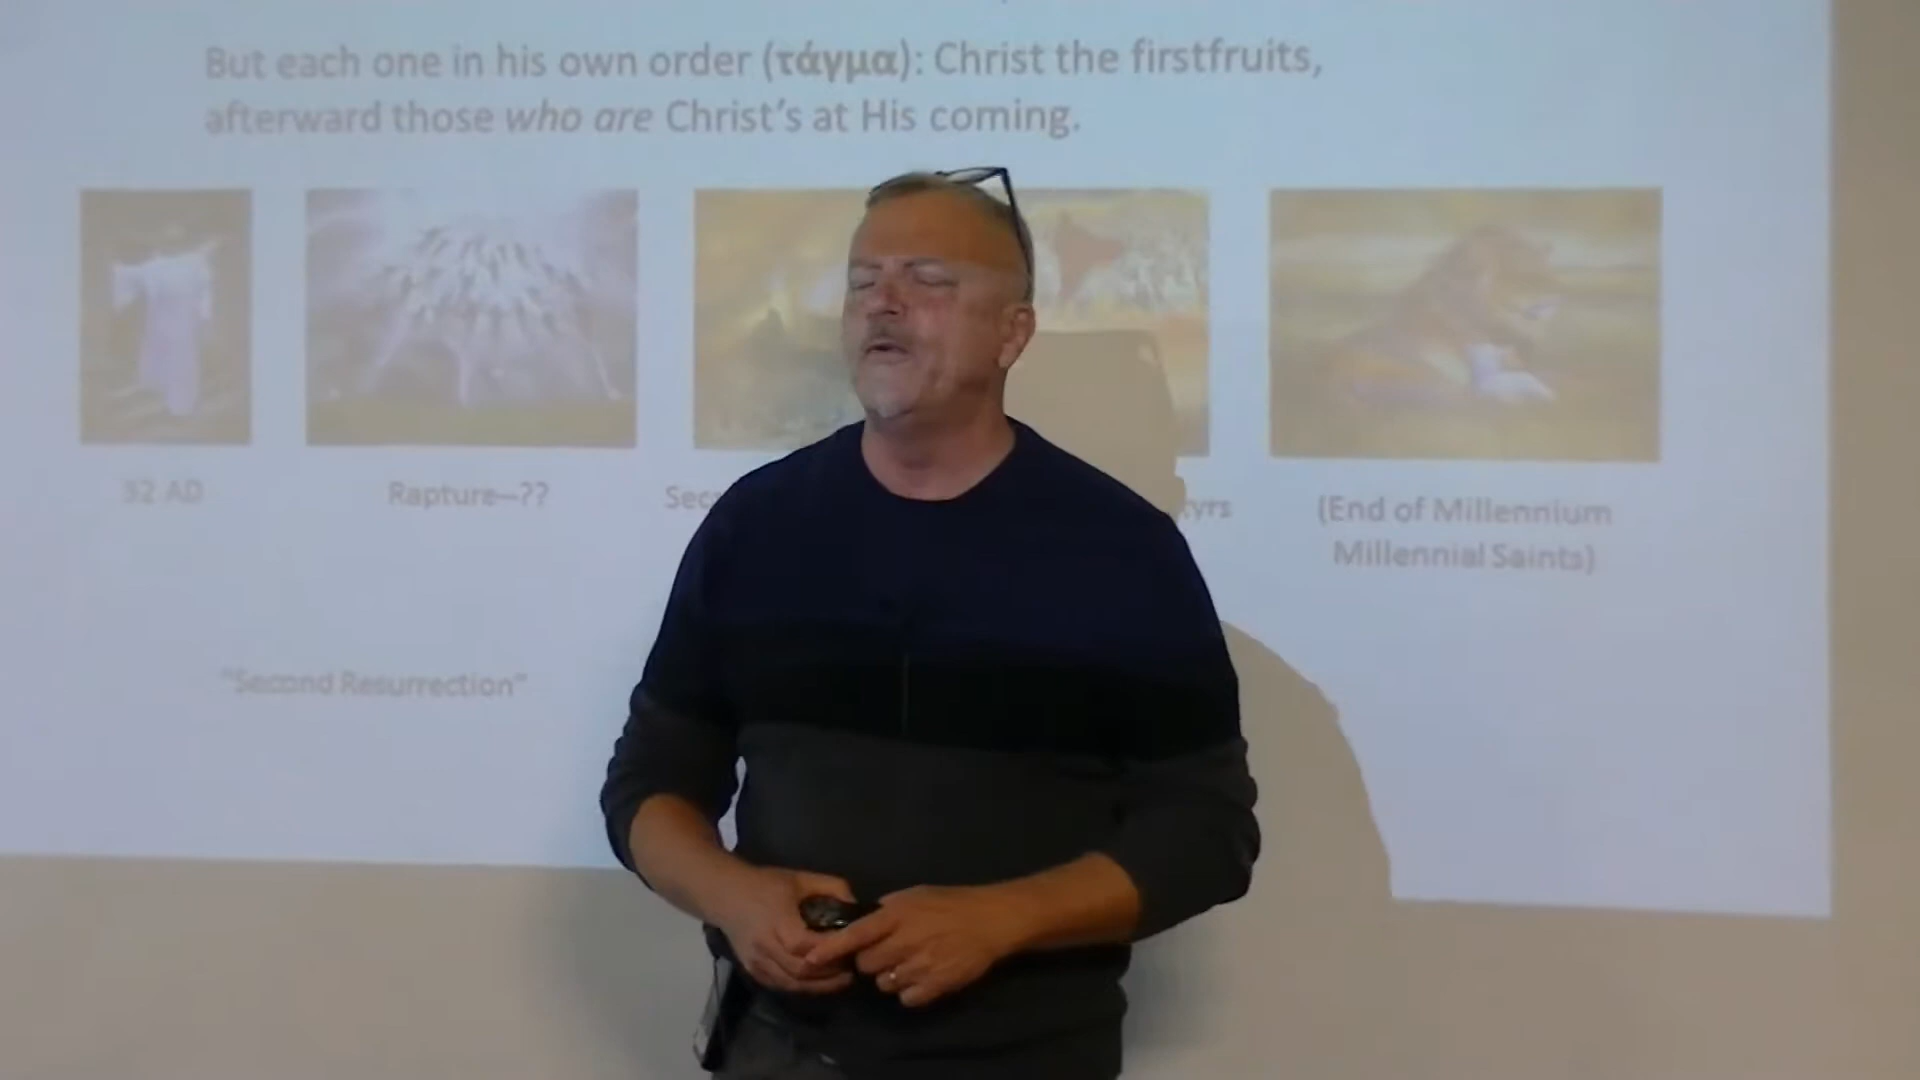 But each one in his own order (τάγμα): Christ the firstfruits,
afterward those who are Christ's at His coming.
32 AD
Rapture--??
(End of Millennium
Millennial Saints)
"Second Resurrection"